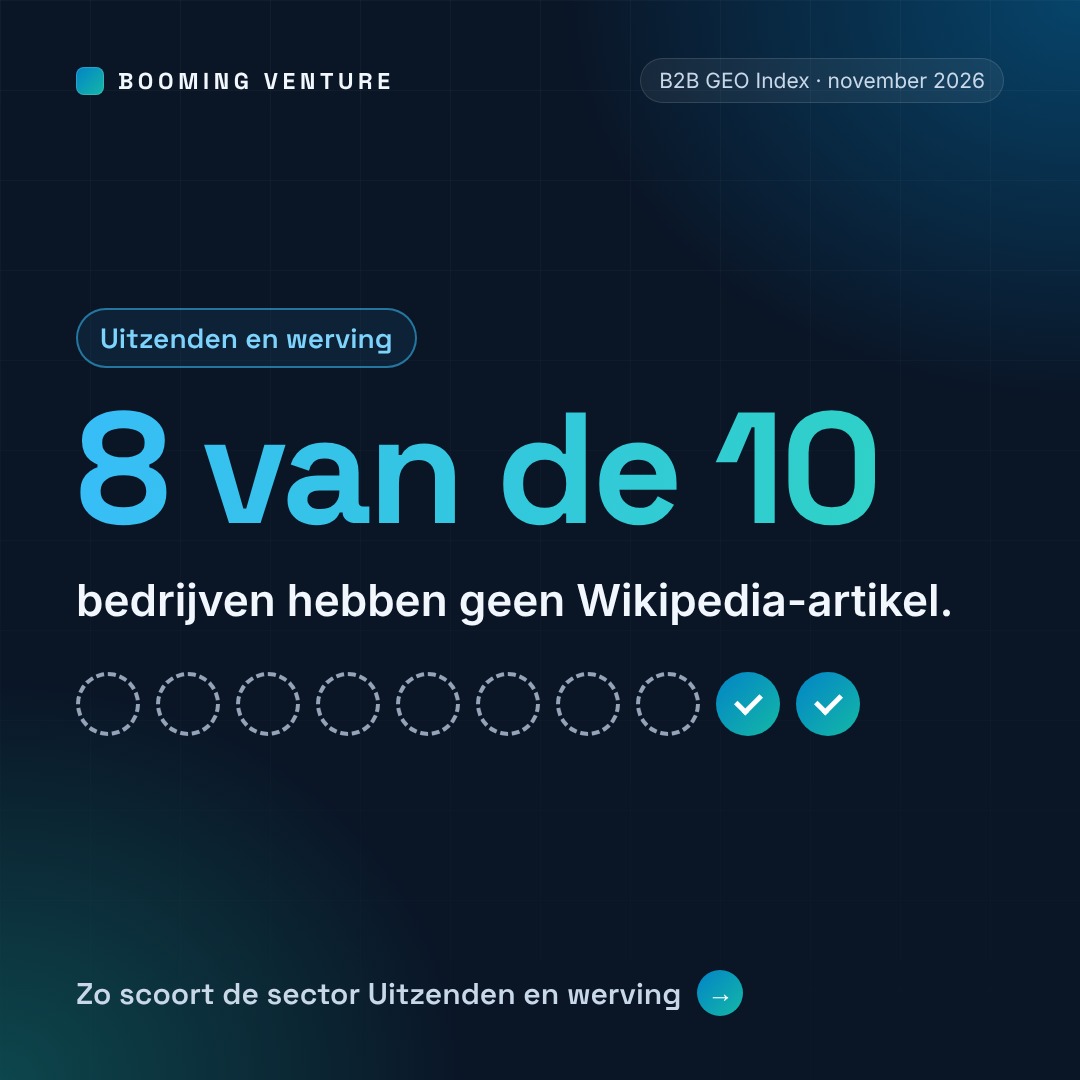 BOOMING VENTURE
B2B GEO Index · november 2026
Uitzenden en werving
8 van de 10
bedrijven hebben geen Wikipedia-artikel.
Zo scoort de sector Uitzenden en werving →